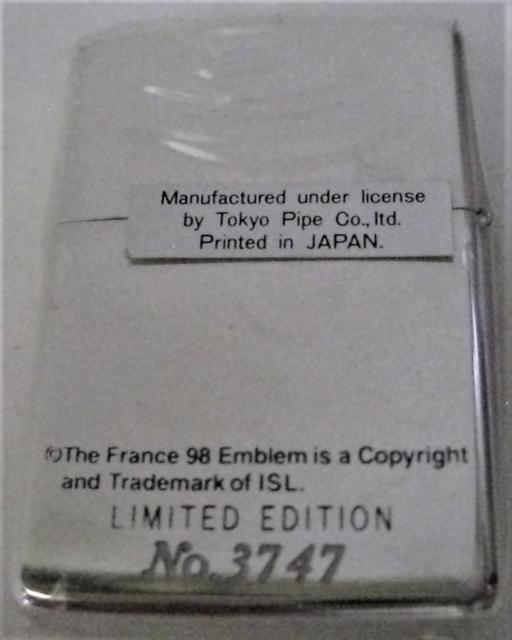 Manufactured under license
by Tokyo Pipe Co., ltd.
Printed in JAPAN.
©The France 98 Emblem is a Copyright
and Trademark of ISL.
LIMITED EDITION
No.3747